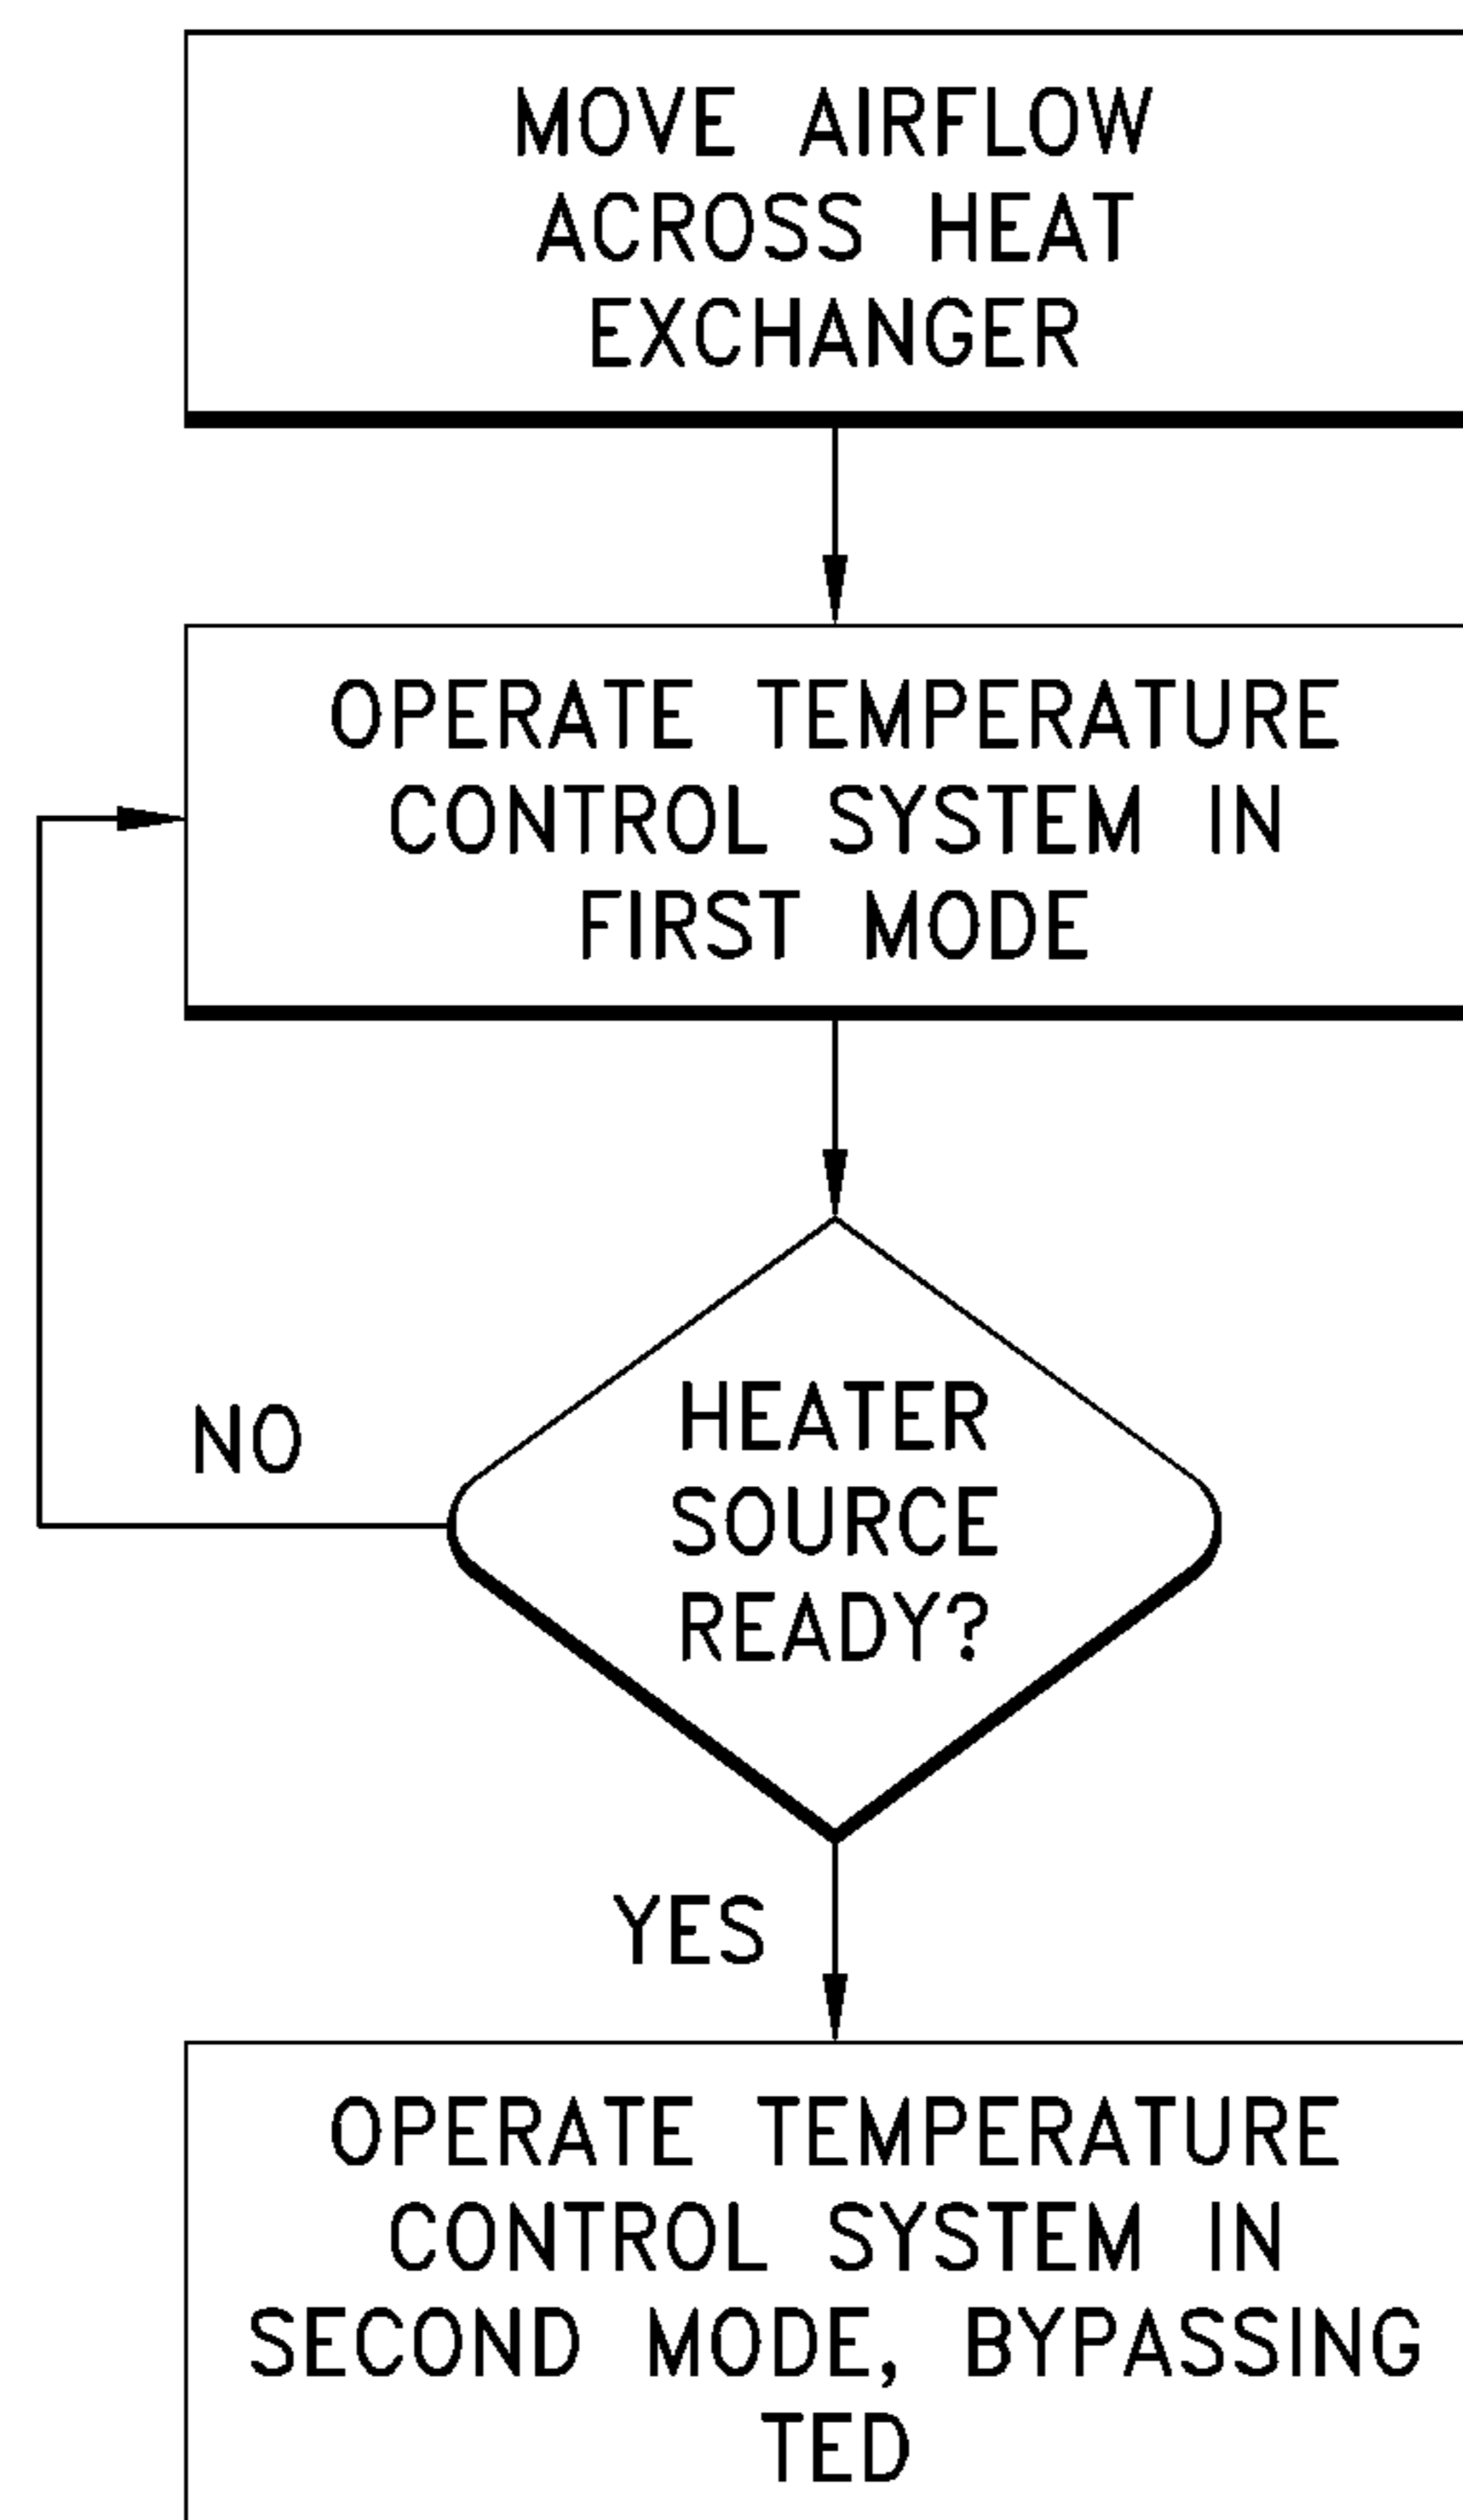 MOVE AIRFLOW
ACROSS HEAT
EXCHANGER
OPERATE TEMPERATURE
CONTROL SYSTEM IN
FIRST MODE
HEATER
SOURCE
READY?
NO
YES
OPERATE TEMPERATURE
CONTROL SYSTEM IN
SECOND MODE, BYPASSING
TED